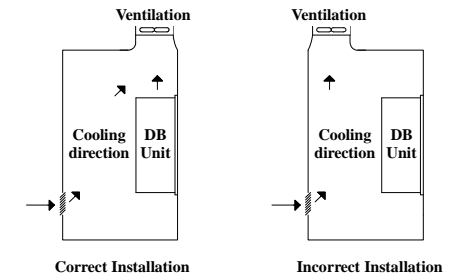 Ventilation
Ventilation
Cooling
direction
DB
Unit
Cooling
direction
DB
Unit
Correct Installation
Incorrect Installation